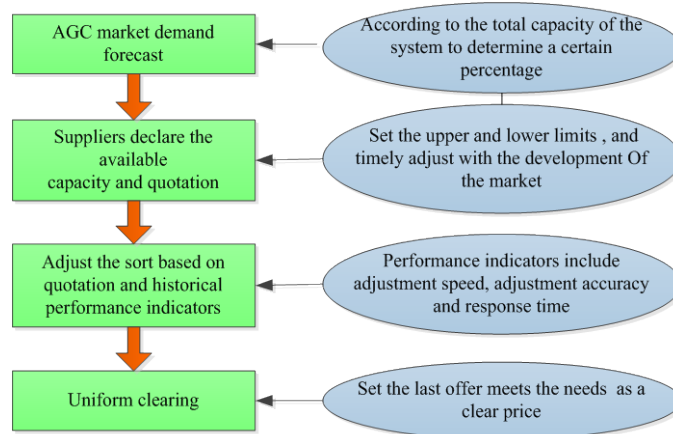 AGC market demand
forecast
According to the total capacity of the
system to determine a certain
percentage
Suppliers declare the
available
capacity and quotation
Set the upper and lower limits , and
timely adjust with the development Of
the market
Adjust the sort based on
quotation and historical
performance indicators
Performance indicators include
adjustment speed, adjustment accuracy
and response time
Uniform clearing
Set the last offer meets the needs as a
clear price